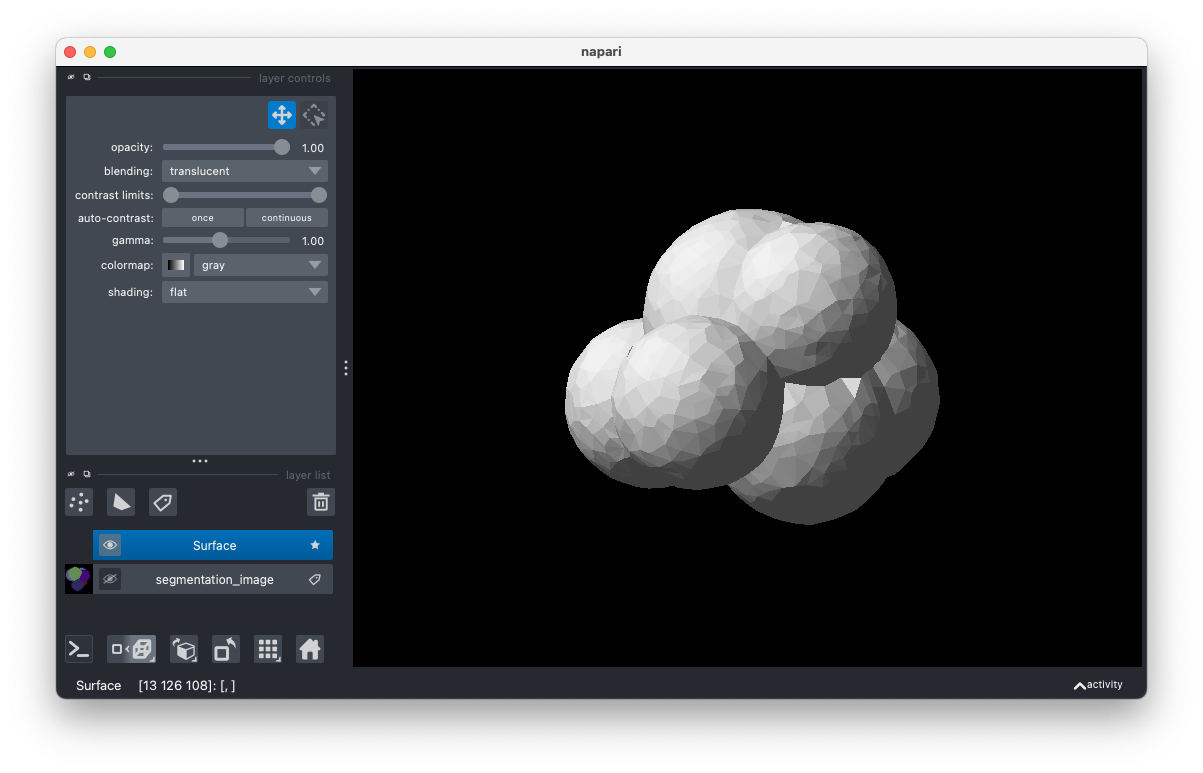 napari
layer controls
opacity: 1.00
blending: translucent
contrast limits:
auto-contrast: once continuous
gamma: 1.00
colormap: gray
shading: flat
layer list
Surface
segmentation_image
Surface [13 126 108]: [, ]
activity